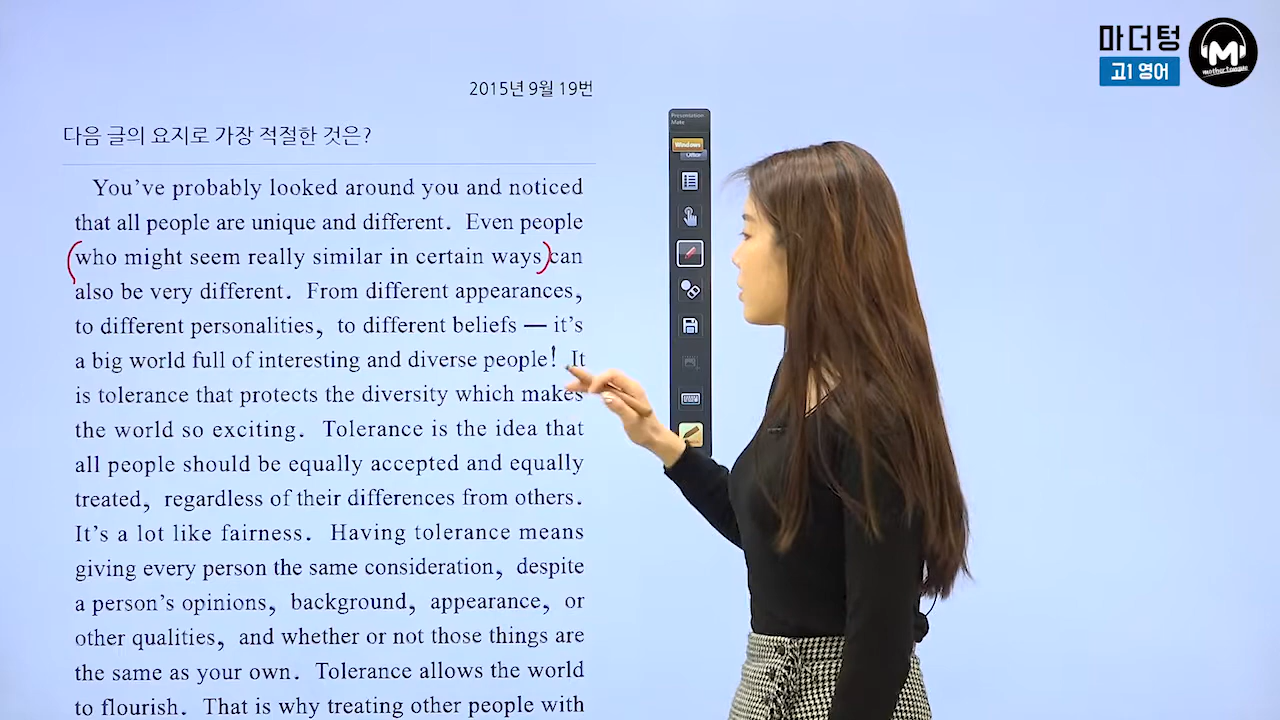 마더텅
고1 영어
M
mothertongue
2015년 9월 19번
다음 글의 요지로 가장 적절한 것은?
Presentation
Mate
Windows
Office
You've probably looked around you and noticed
that all people are unique and different. Even people
(who might seem really similar in certain ways) can
also be very different. From different appearances,
to different personalities, to different beliefs — it's
a big world full of interesting and diverse people! It
is tolerance that protects the diversity which makes
the world so exciting. Tolerance is the idea that
all people should be equally accepted and equally
treated, regardless of their differences from others.
It's a lot like fairness. Having tolerance means
giving every person the same consideration, despite
a person's opinions, background, appearance, or
other qualities, and whether or not those things are
the same as your own. Tolerance allows the world
to flourish. That is why treating other people with